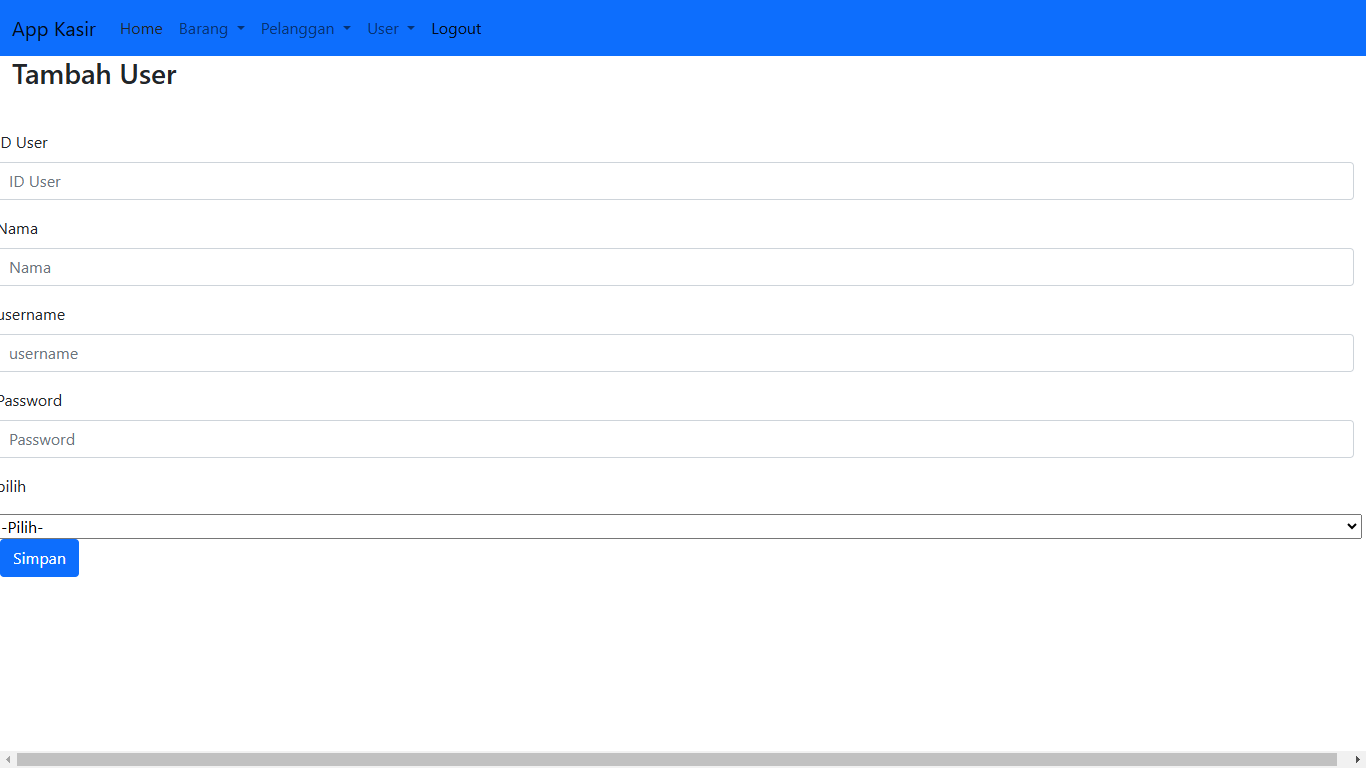 App Kasir Home Barang Pelanggan User Logout
Tambah User
ID User
ID User
Nama
Nama
username
username
Password
Password
pilih
-Pilih-
Simpan